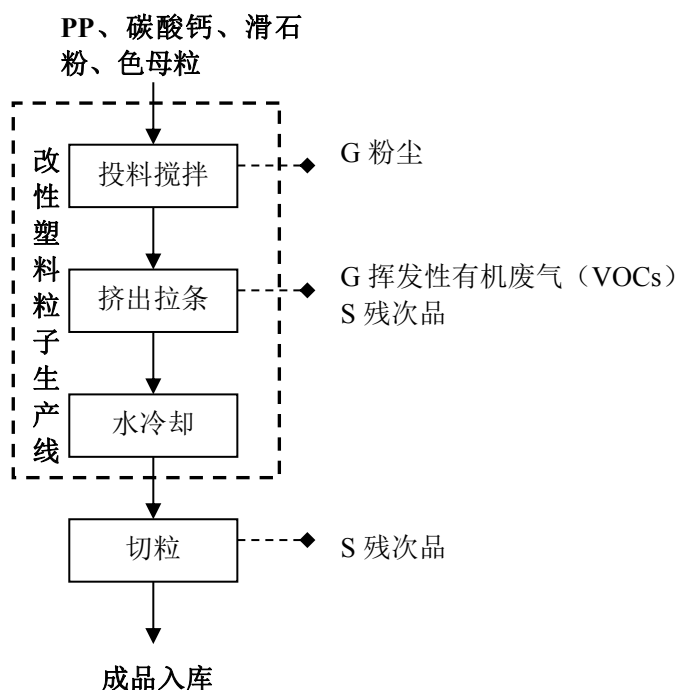 PP、碳酸钙、滑石
粉、色母粒
改性塑料粒子生产线
投料搅拌
G 粉尘
挤出拉条
G 挥发性有机废气（VOCs）
S 残次品
水冷却
切粒
S 残次品
成品入库